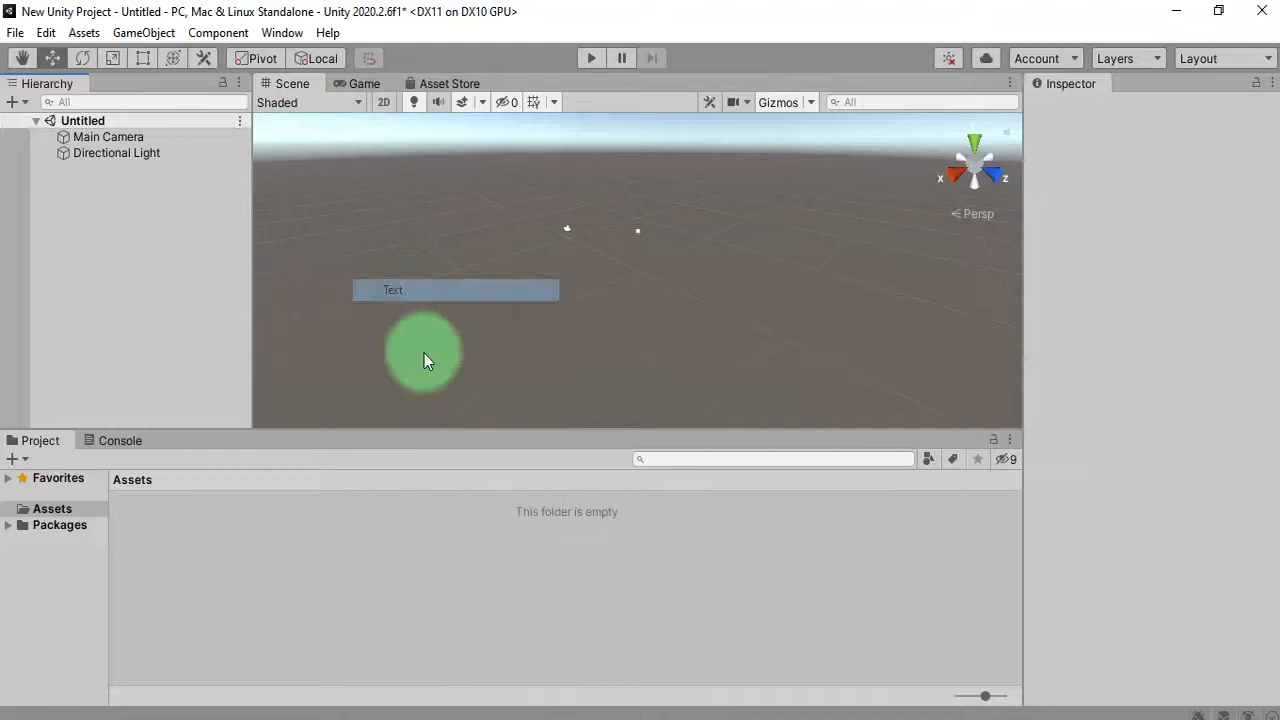 New Unity Project - Untitled - PC, Mac & Linux Standalone - Unity 2020.2.6f1* <DX11 on DX10 GPU>
File Edit Assets GameObject Component Window Help
Pivot Local Account Layers Layout
Hierarchy Scene Game Asset Store Inspector
All Shaded 2D 0 Gizmos All
Untitled
Main Camera
Directional Light
x z
Persp
Text
Project Console
9
Favorites Assets
Assets
Packages
This folder is empty